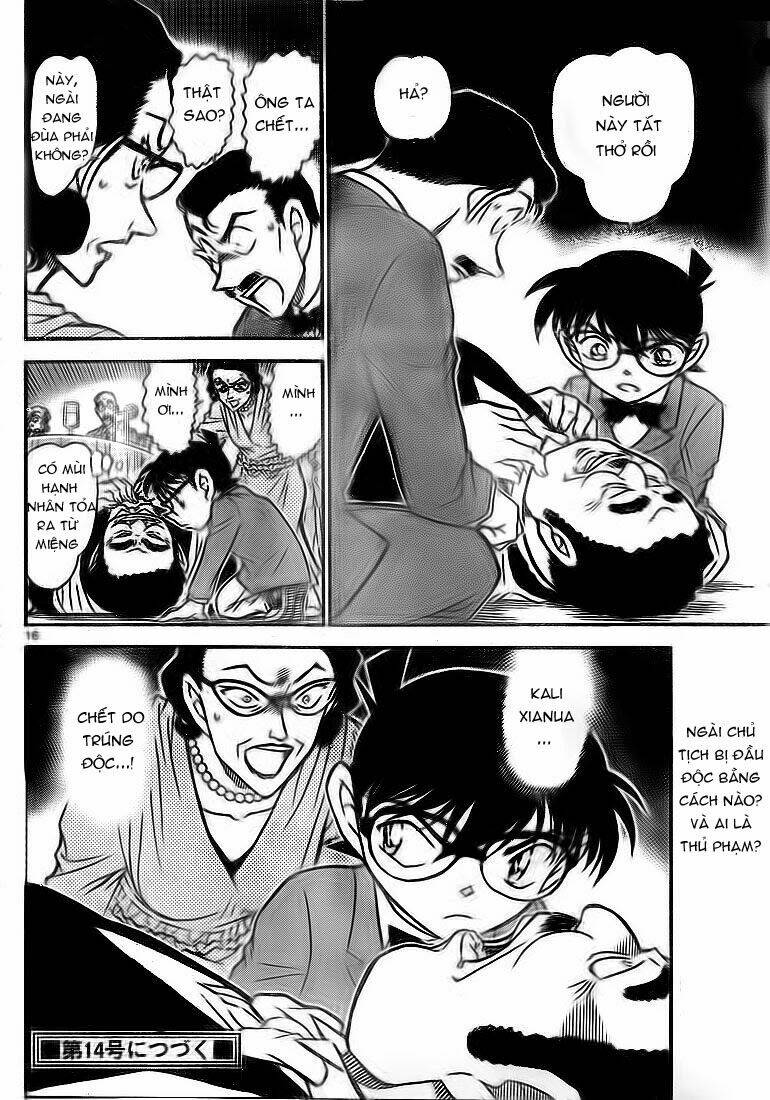 NGƯỜI
NÀY TẮT
THỞ RỒI
HẢ?
ÔNG TA
CHẾT...
THẬT
SAO?
NÀY,
NGÀI
ĐANG
ĐÙA PHẢI
KHÔNG?
MÌNH
...
MÌNH
ƠI...
CÓ MÙI
HẠNH
NHÂN TỎA
RA TỪ
MIỆNG
16
KALI
XIANUA
...
CHẾT DO
TRÚNG
ĐỘC...!
NGÀI CHỦ
TỊCH BỊ ĐẦU
ĐỘC BẰNG
CÁCH NÀO?
VÀ AI LÀ
THỦ PHẠM?
■第14号につづく■